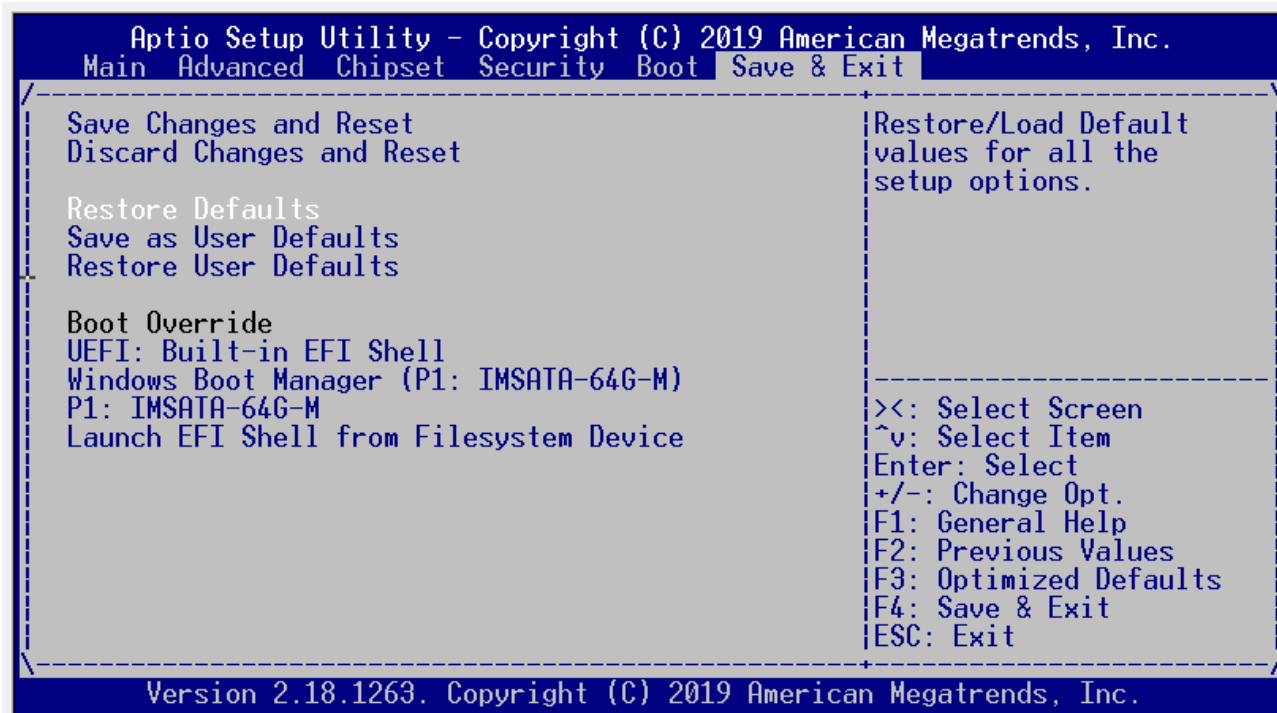 Aptio Setup Utility - Copyright (C) 2019 American Megatrends, Inc.
Main Advanced Chipset Security Boot Save & Exit
Save Changes and Reset
Discard Changes and Reset
Restore Defaults
Save as User Defaults
Restore User Defaults
Boot Override
UEFI: Built-in EFI Shell
Windows Boot Manager (P1: IMSATA-64G-M)
P1: IMSATA-64G-M
Launch EFI Shell from Filesystem Device
Restore/Load Default
values for all the
setup options.
><: Select Screen
^v: Select Item
Enter: Select
+/-: Change Opt.
F1: General Help
F2: Previous Values
F3: Optimized Defaults
F4: Save & Exit
ESC: Exit
Version 2.18.1263. Copyright (C) 2019 American Megatrends, Inc.